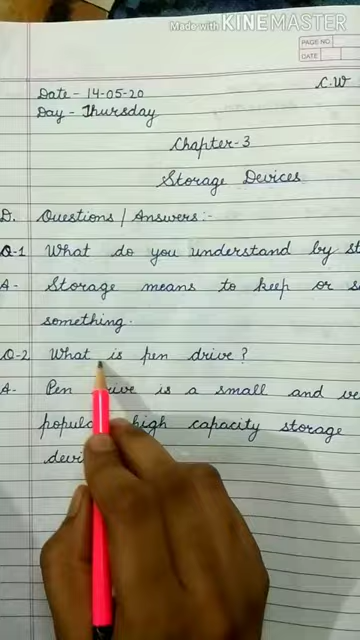 Made with KINEMASTER
PAGE NO.
DATE
C.W
Date - 14-05-20
Day - Thursday
Chapter-3
Storage Devices
D. Questions / Answers :-
Q-1 What do you understand by
A- Storage means to keep or
something.
Q-2 What is pen drive?
A- Pen is a small and
high capacity storage